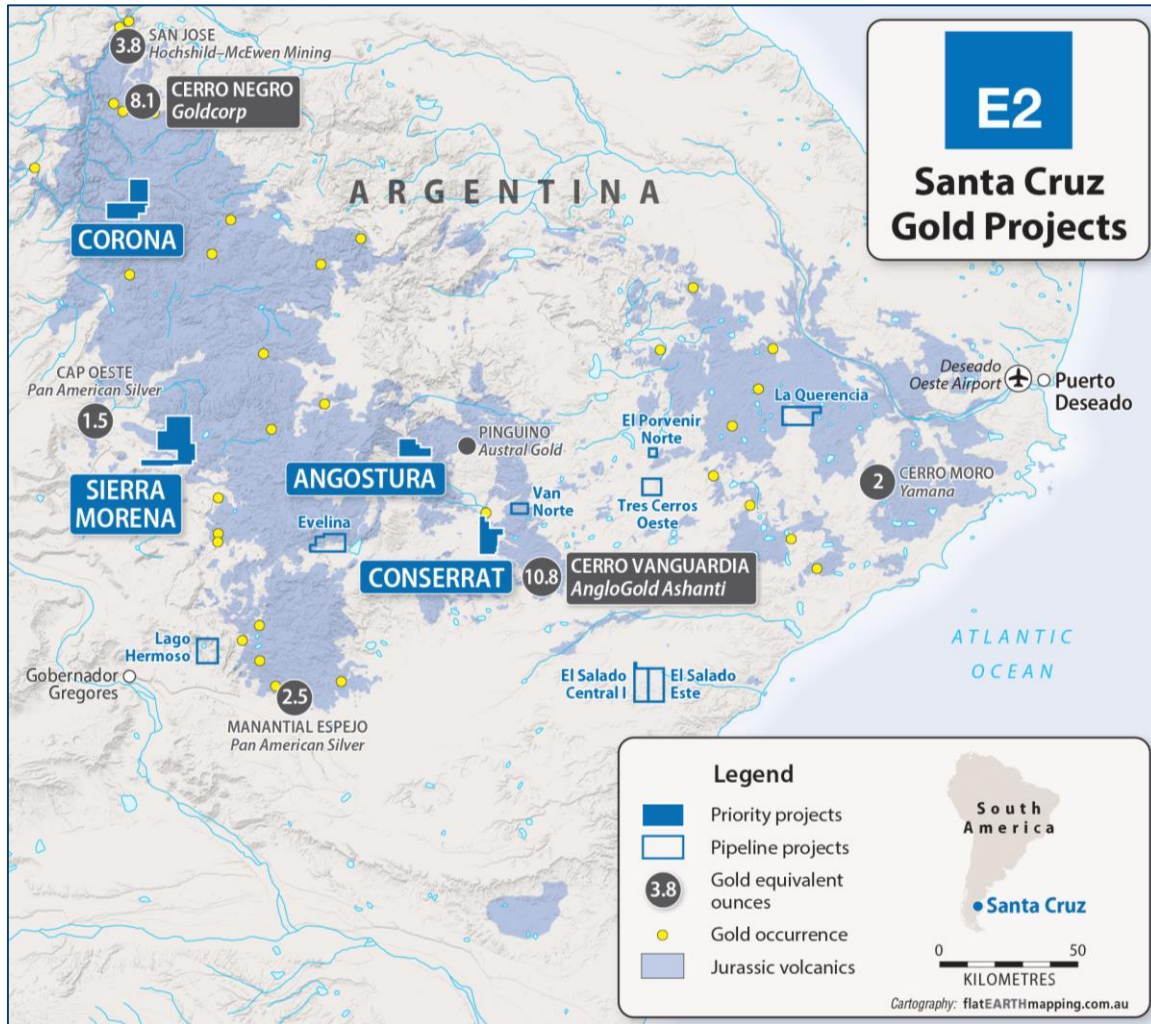 3.8
SAN JOSE
Hochshild–McEwen Mining
8.1
CERRO NEGRO
Goldcorp
E2
Santa Cruz
Gold Projects
ARGENTINA
CORONA
CAP OESTE
Pan American Silver
1.5
SIERRA
MORENA
ANGOSTURA
PINGUINO
Austral Gold
El Porvenir
Norte
La Querencia
Deseado
Oeste Airport
Puerto
Deseado
Tres Cerros
Oeste
2
CERRO MORO
Yamana
Van
Norte
Evelina
CONSERRAT
10.8
CERRO VANGUARDIA
AngloGold Ashanti
Lago
Hermoso
Gobernador
Gregores
2.5
MANANTIAL ESPEJO
Pan American Silver
El Salado
Central I
El Salado
Este
ATLANTIC
OCEAN
Legend
Priority projects
Pipeline projects
3.8
Gold equivalent
ounces
Gold occurrence
Jurassic volcanics
South
America
Santa Cruz
0 50
KILOMETRES
Cartography: flatEARTHmapping.com.au